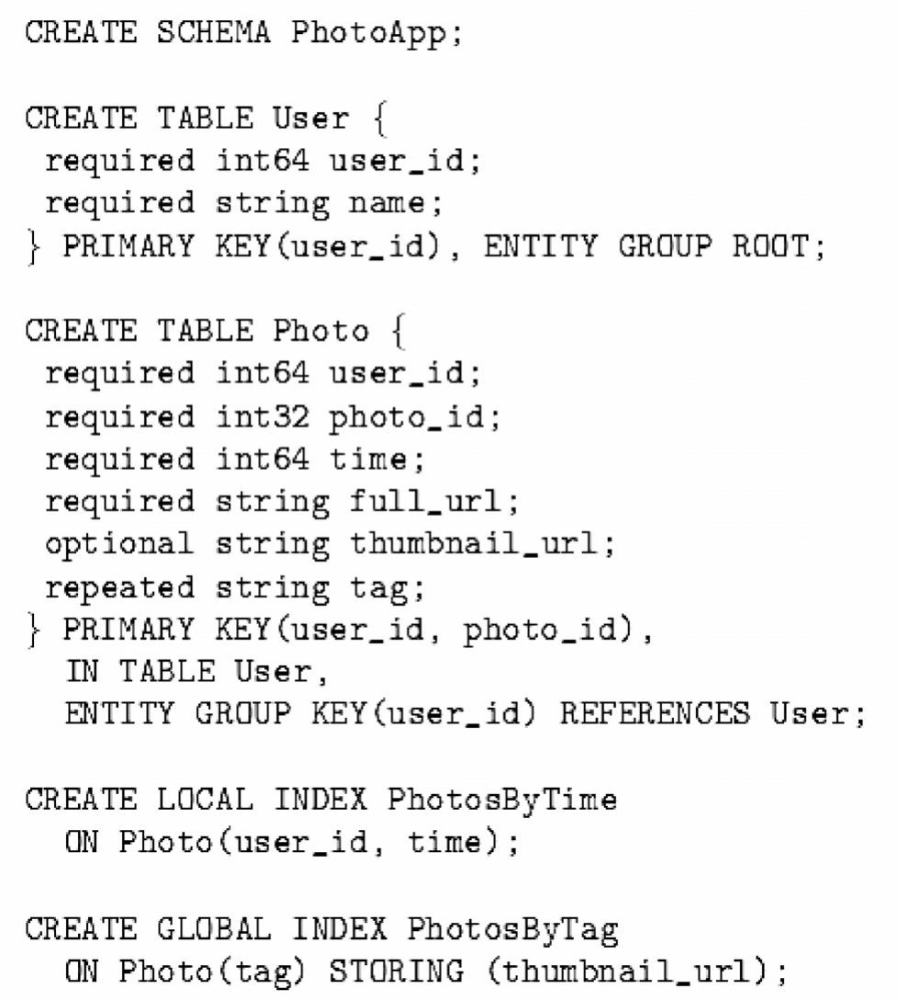 CREATE SCHEMA PhotoApp;
CREATE TABLE User {
required int64 user_id;
required string name;
} PRIMARY KEY(user_id), ENTITY GROUP ROOT;
CREATE TABLE Photo {
required int64 user_id;
required int32 photo_id;
required int64 time;
required string full_url;
optional string thumbnail_url;
repeated string tag;
} PRIMARY KEY(user_id, photo_id),
IN TABLE User,
ENTITY GROUP KEY(user_id) REFERENCES User;
CREATE LOCAL INDEX PhotosByTime
ON Photo(user_id, time);
CREATE GLOBAL INDEX PhotosByTag
ON Photo(tag) STORING (thumbnail_url);